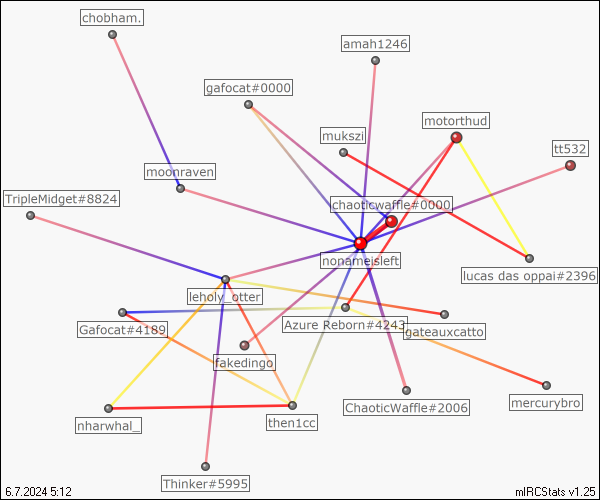 chobham.
amah1246
gafocat#0000
motorthud
mukszi
tt532
moonraven
TripleMidget#8824
chaoticwaffle#0000
nonameisleft
lucas das oppai#2396
leholy_otter
Gafocat#4189
Azure Reborn#4243
gateauxcatto
fakedingo
mercurybro
ChaoticWaffle#2006
nharwhal_
then1cc
Thinker#5995
6.7.2024 5:12
mIRCStats v1.25